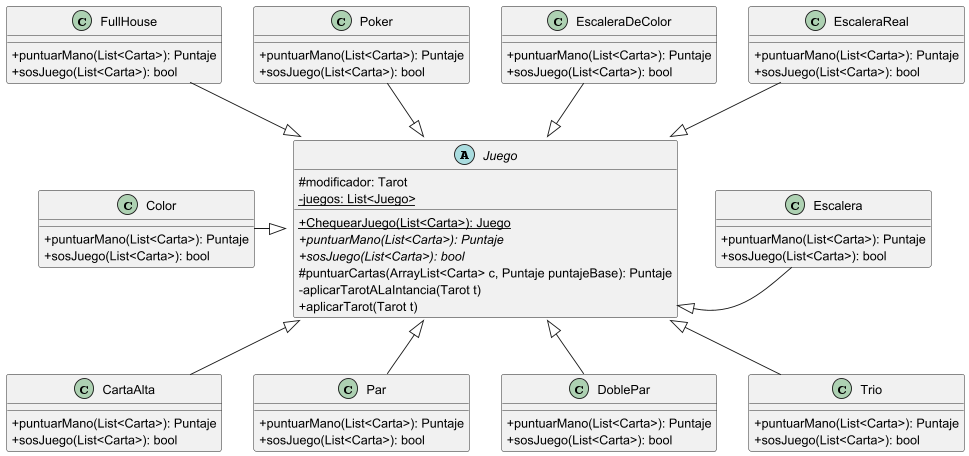 C FullHouse
+puntuarMano(List<Carta>): Puntaje
+sosJuego(List<Carta>): bool
C Poker
+puntuarMano(List<Carta>): Puntaje
+sosJuego(List<Carta>): bool
C EscaleraDeColor
+puntuarMano(List<Carta>): Puntaje
+sosJuego(List<Carta>): bool
C EscaleraReal
+puntuarMano(List<Carta>): Puntaje
+sosJuego(List<Carta>): bool
A Juego
#modificador: Tarot
-juegos: List<Juego>
+ChequearJuego(List<Carta>): Juego
+puntuarMano(List<Carta>): Puntaje
+sosJuego(List<Carta>): bool
#puntuarCartas(ArrayList<Carta> c, Puntaje puntajeBase): Puntaje
-aplicarTarotALaIntancia(Tarot t)
+aplicarTarot(Tarot t)
C Color
+puntuarMano(List<Carta>): Puntaje
+sosJuego(List<Carta>): bool
C Escalera
+puntuarMano(List<Carta>): Puntaje
+sosJuego(List<Carta>): bool
C CartaAlta
+puntuarMano(List<Carta>): Puntaje
+sosJuego(List<Carta>): bool
C Par
+puntuarMano(List<Carta>): Puntaje
+sosJuego(List<Carta>): bool
C DoblePar
+puntuarMano(List<Carta>): Puntaje
+sosJuego(List<Carta>): bool
C Trio
+puntuarMano(List<Carta>): Puntaje
+sosJuego(List<Carta>): bool